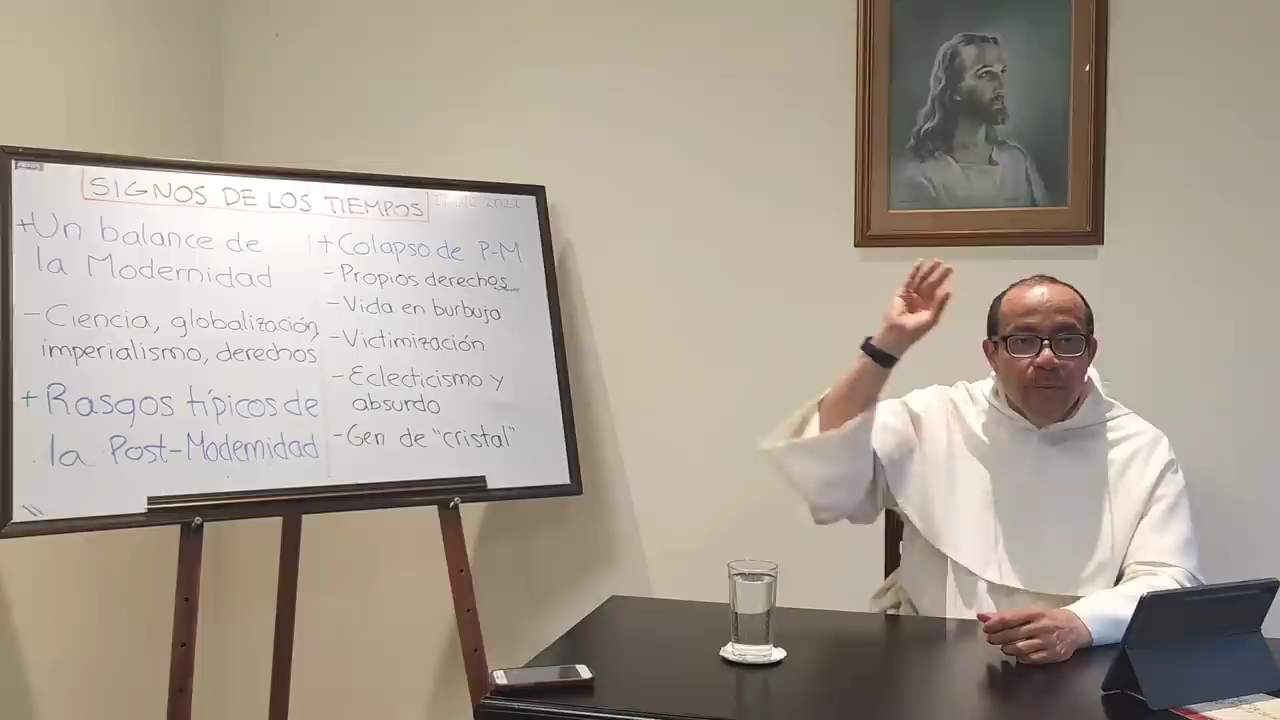 SIGNOS DE LOS TIEMPOS
2022
+Un balance de
la Modernidad
-Ciencia, globalización,
imperialismo, derechos
+Rasgos típicos de
la Post-Modernidad
+Colapso de P-M
-Propios derechos
-Vida en burbuja
-Victimización
-Eclecticismo y
absurdo
-Gen de "cristal"